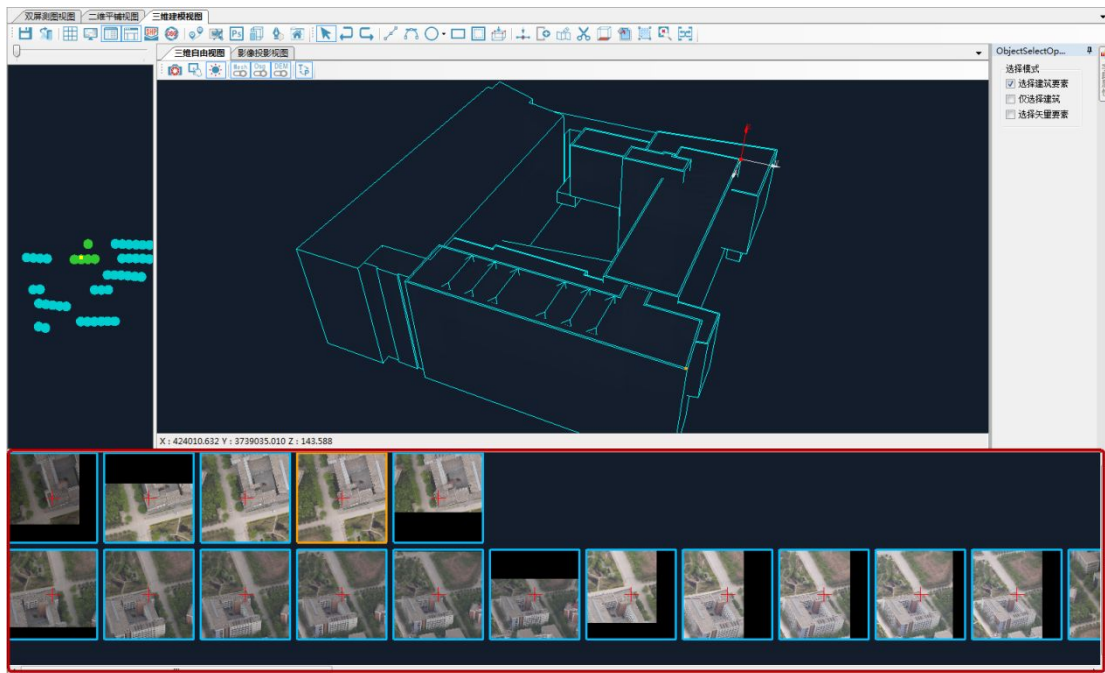 双屏测图视图 二维平铺视图 三维建模视图
三维自由视图 影像投影视图
ObjectSelectOp...
选择模式
选择建筑要素
仅选择建筑
选择矢量要素
X : 424010.632 Y : 3739035.010 Z : 143.588